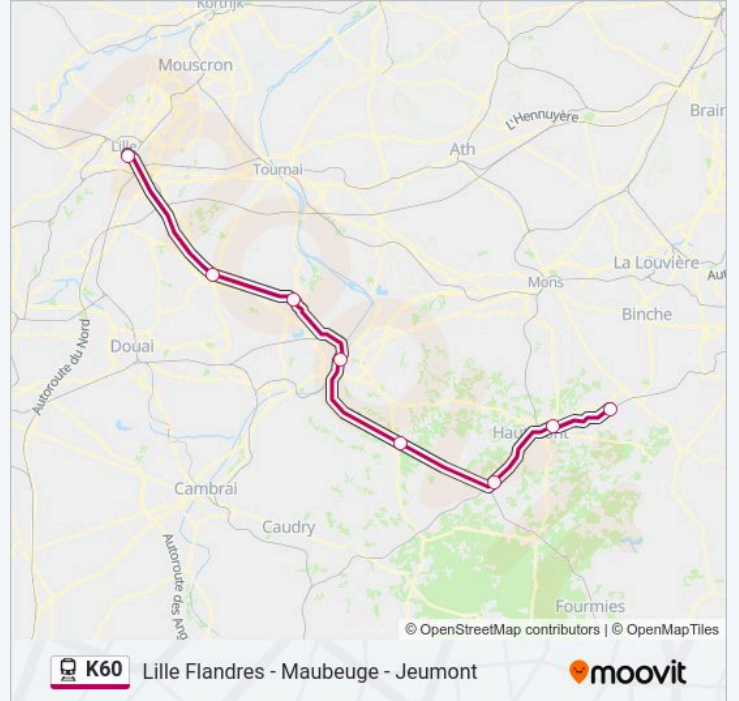 Kortrijk
Mouscron
L'Hennuyère
Brain
Lille
Ath
Tournai
La Louvière
Mons
Aut
Binche
Autoroute du Nord
Douai
Hautmont
Cambrai
Caudry
Autoroute des Ang
Fourmies
© OpenStreetMap contributors | © OpenMapTiles
K60 Lille Flandres - Maubeuge - Jeumont moovit